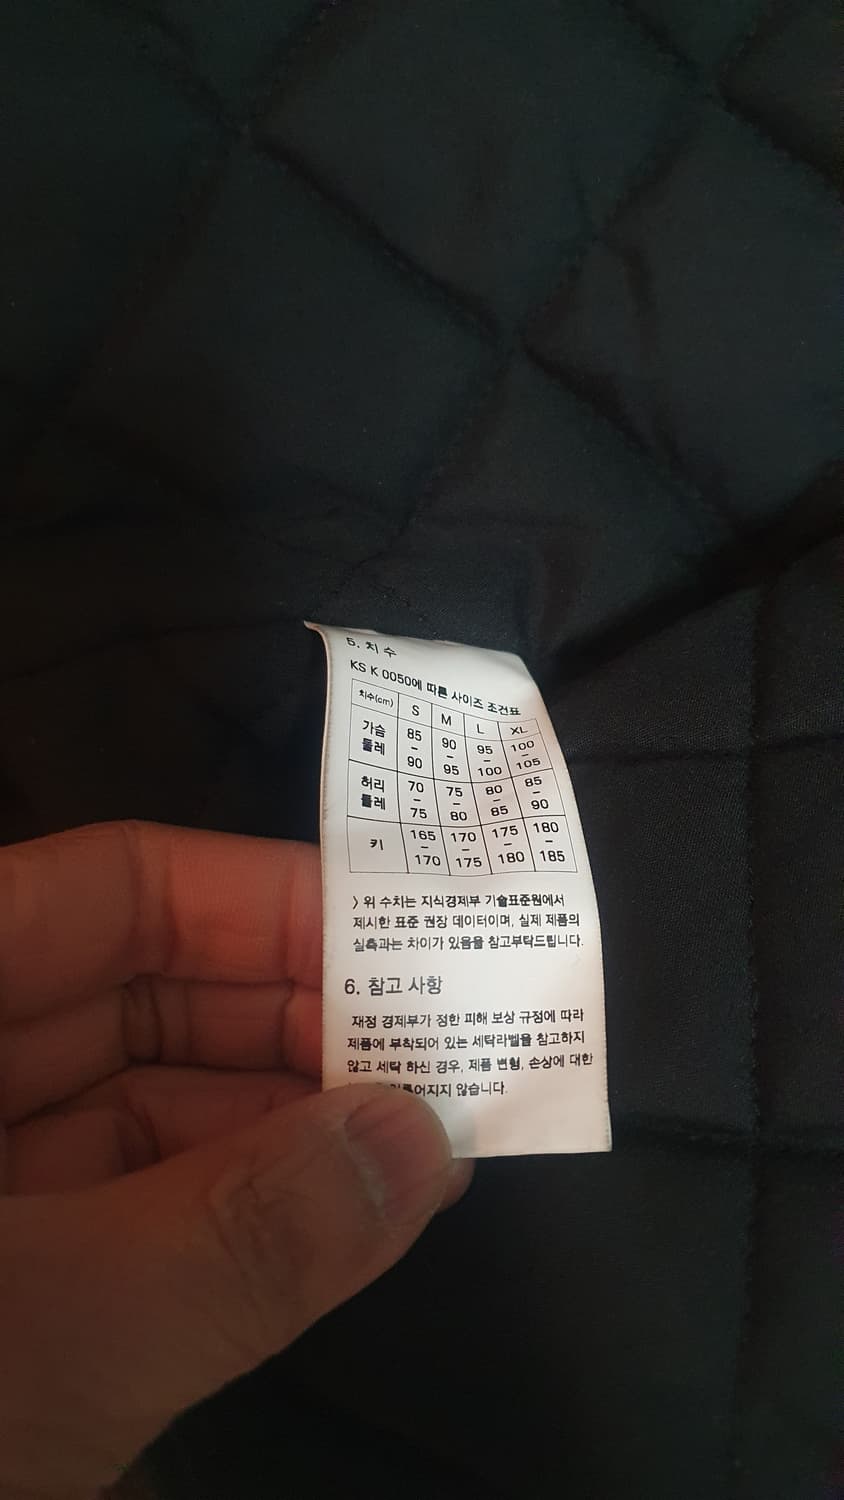 5. 치 수
KS K 0050에 따른 사이즈 조건표
치수(cm) S M L XL
가슴둘레 85-90 90-95 95-100 100-105
허리둘레 70-75 75-80 80-85 85-90
키 165-170 170-175 175-180 180-185
> 위 수치는 지식경제부 기술표준원에서
제시한 표준 권장 데이터이며, 실제 제품의
실측과는 차이가 있음을 참고부탁드립니다.
6. 참고 사항
재정 경제부가 정한 피해 보상 규정에 따라
제품에 부착되어 있는 세탁라벨을 참고하지
않고 세탁 하신 경우, 제품 변형, 손상에 대한
않습니다.